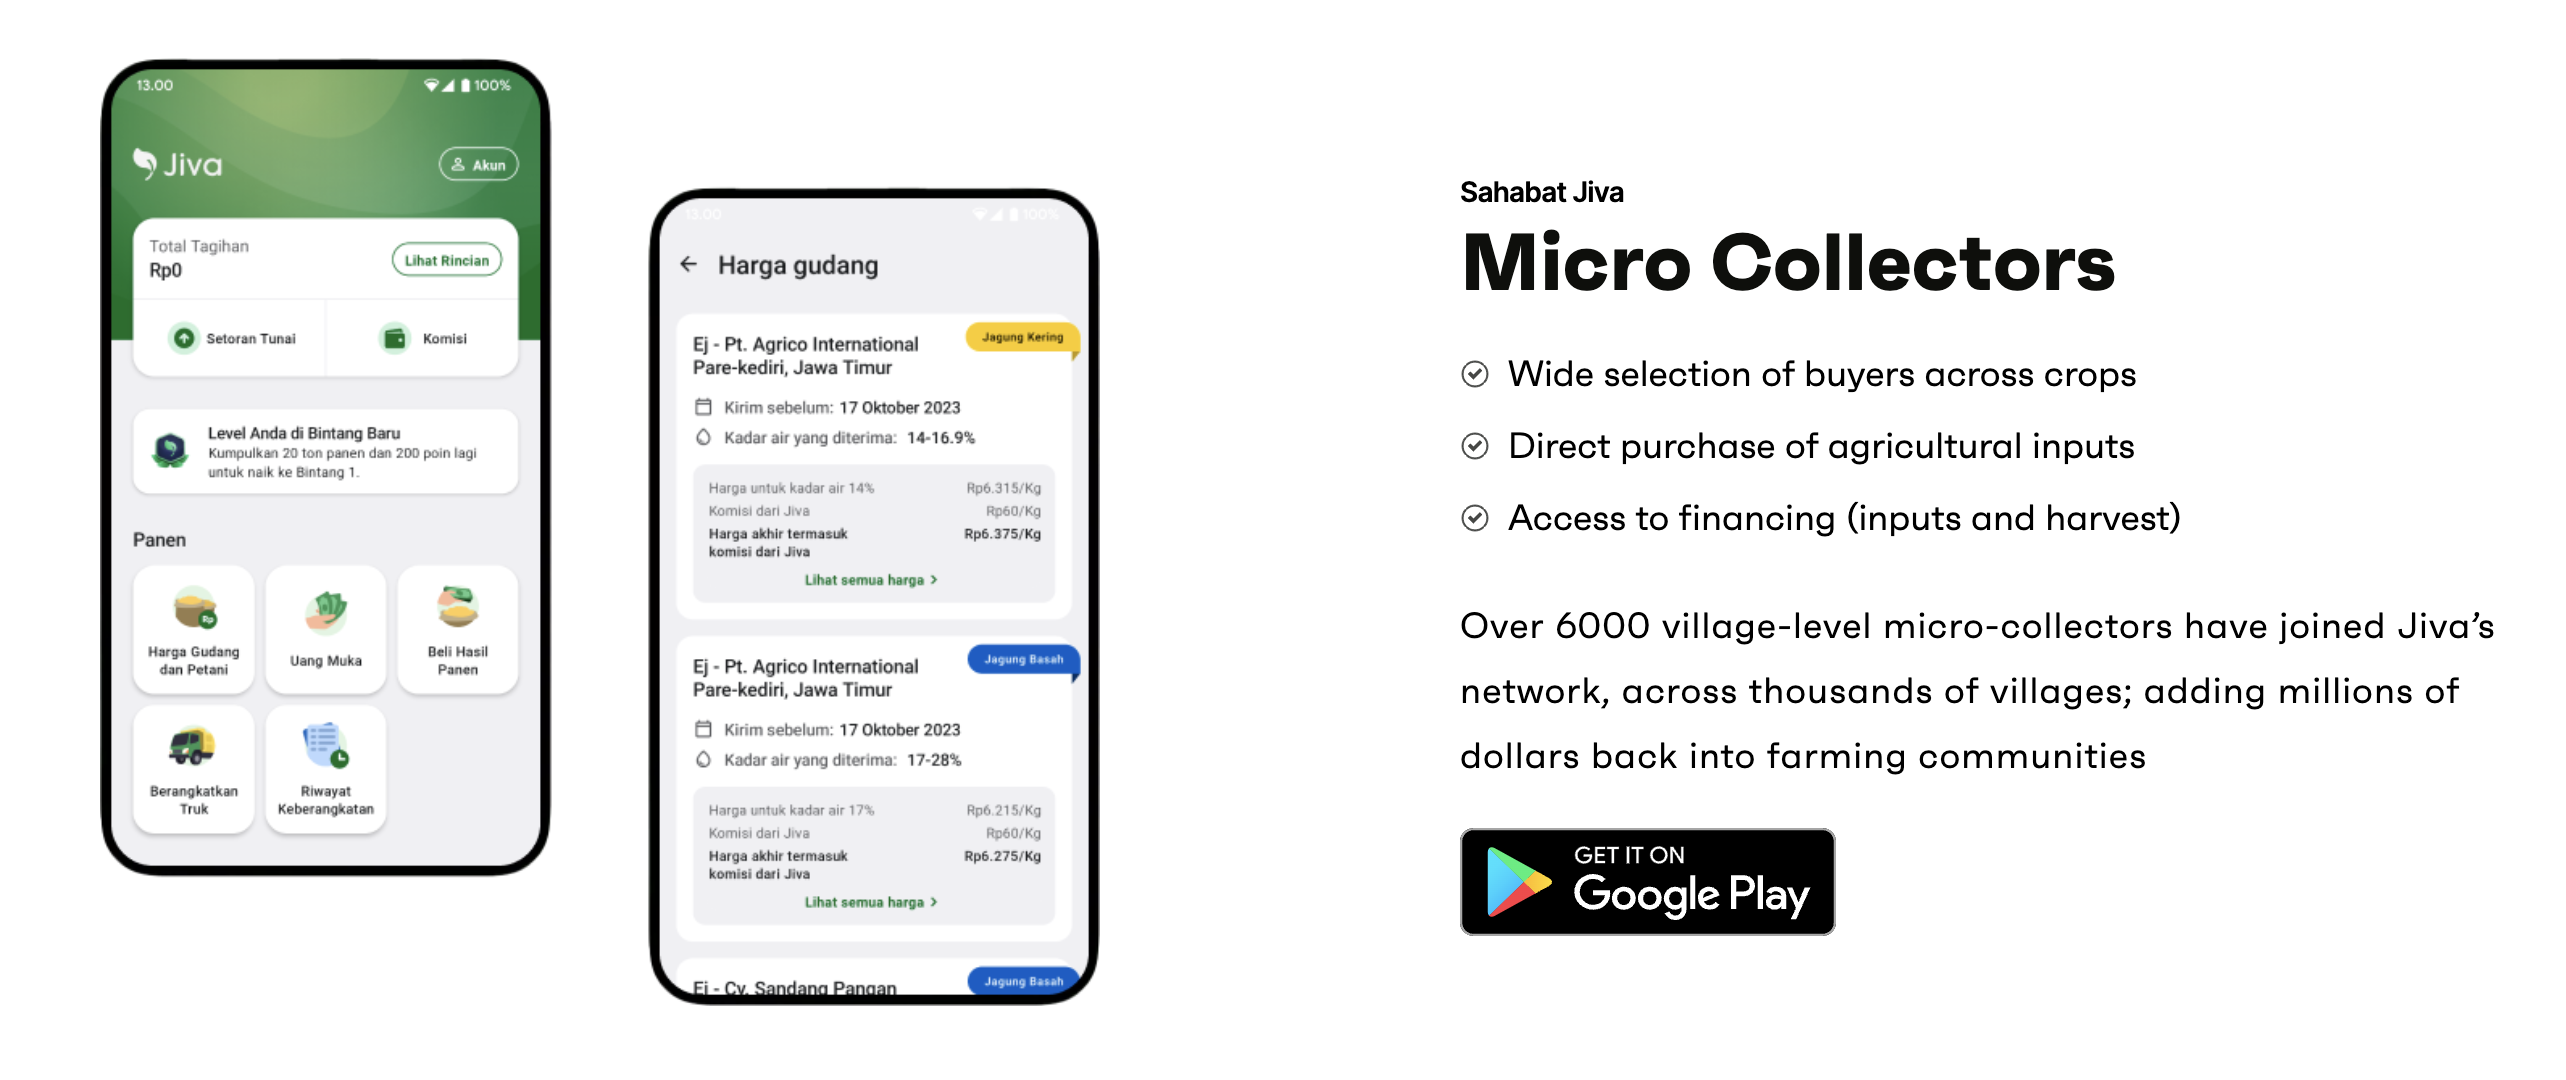 13.00
100%
Jiva
Akun
Total Tagihan
Rp0
Lihat Rincian
Setoran Tunai
Komisi
Level Anda di Bintang Baru
Kumpulkan 20 ton panen dan 200 poin lagi
untuk naik ke Bintang 1.
Panen
Rp
Harga Gudang
dan Petani
Uang Muka
Beli Hasil
Panen
Berangkatkan
Truk
Riwayat
Keberangkatan
13.00
100%
Harga gudang
Ej - Pt. Agrico International
Pare-kediri, Jawa Timur
Jagung Kering
Kirim sebelum: 17 Oktober 2023
Kadar air yang diterima: 14-16.9%
Harga untuk kadar air 14% Rp6.315/Kg
Komisi dari Jiva Rp60/Kg
Harga akhir termasuk Rp6.375/Kg
komisi dari Jiva
Lihat semua harga >
Ej - Pt. Agrico International
Pare-kediri, Jawa Timur
Jagung Basah
Kirim sebelum: 17 Oktober 2023
Kadar air yang diterima: 17-28%
Harga untuk kadar air 17% Rp6.215/Kg
Komisi dari Jiva Rp60/Kg
Harga akhir termasuk Rp6.275/Kg
komisi dari Jiva
Lihat semua harga >
Ej - Cv. Sandang Pangan
Jagung Basah
Sahabat Jiva
Micro Collectors
Wide selection of buyers across crops
Direct purchase of agricultural inputs
Access to financing (inputs and harvest)
Over 6000 village-level micro-collectors have joined Jiva’s
network, across thousands of villages; adding millions of
dollars back into farming communities
GET IT ON
Google Play